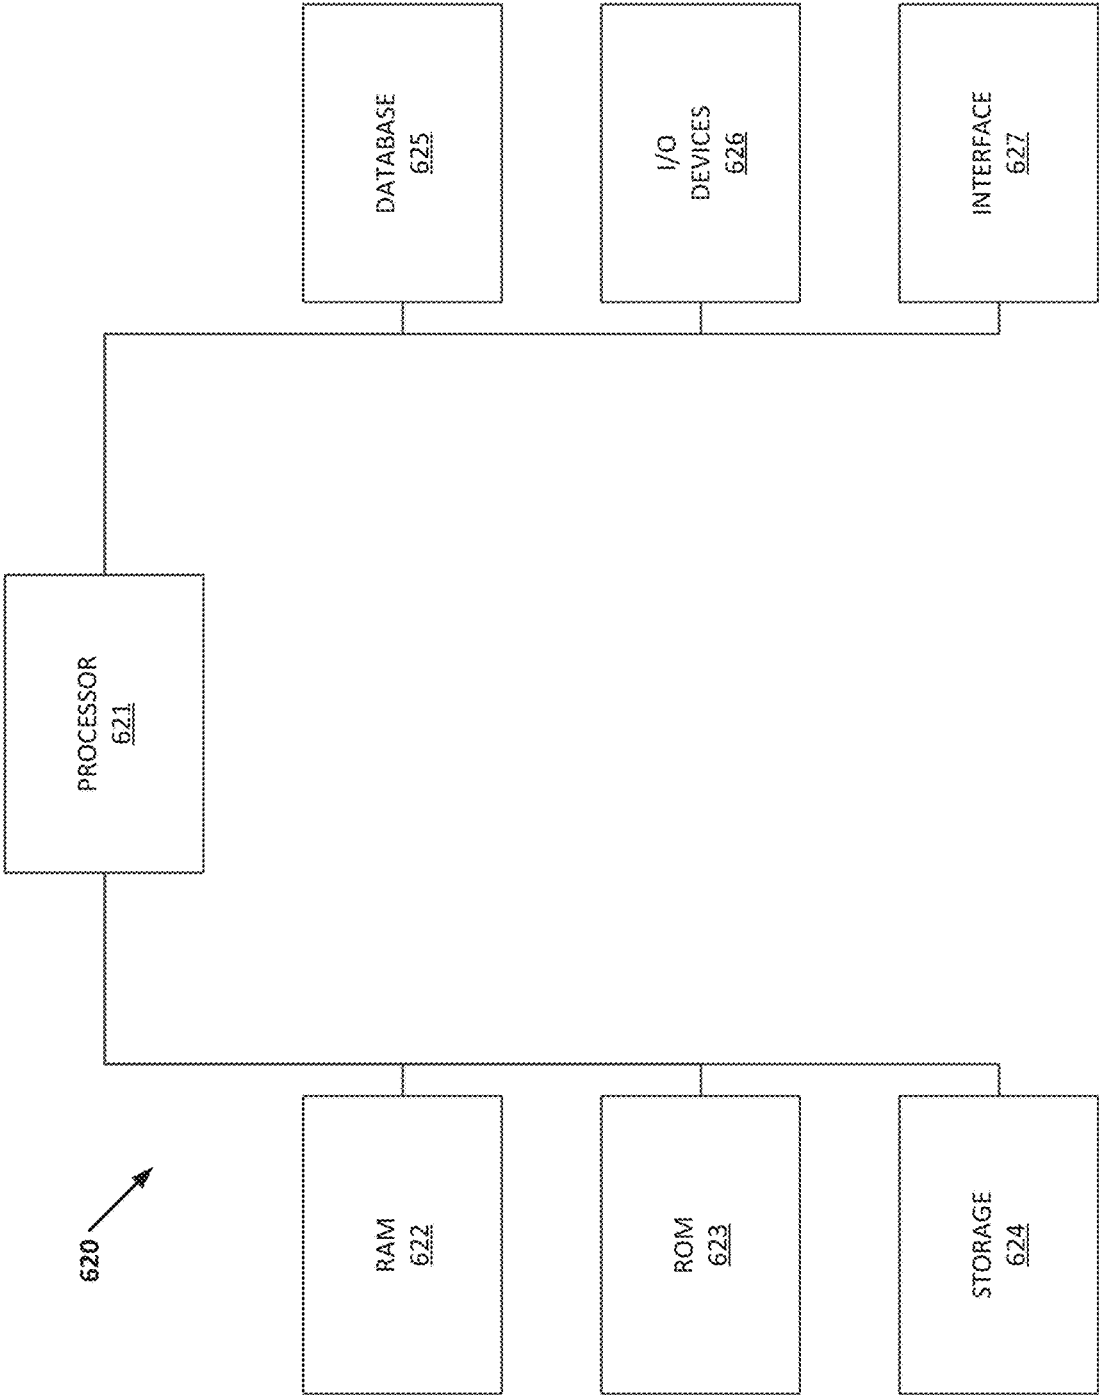 620
PROCESSOR
621
RAM
622
DATABASE
625
ROM
623
I/O
DEVICES
626
STORAGE
624
INTERFACE
627